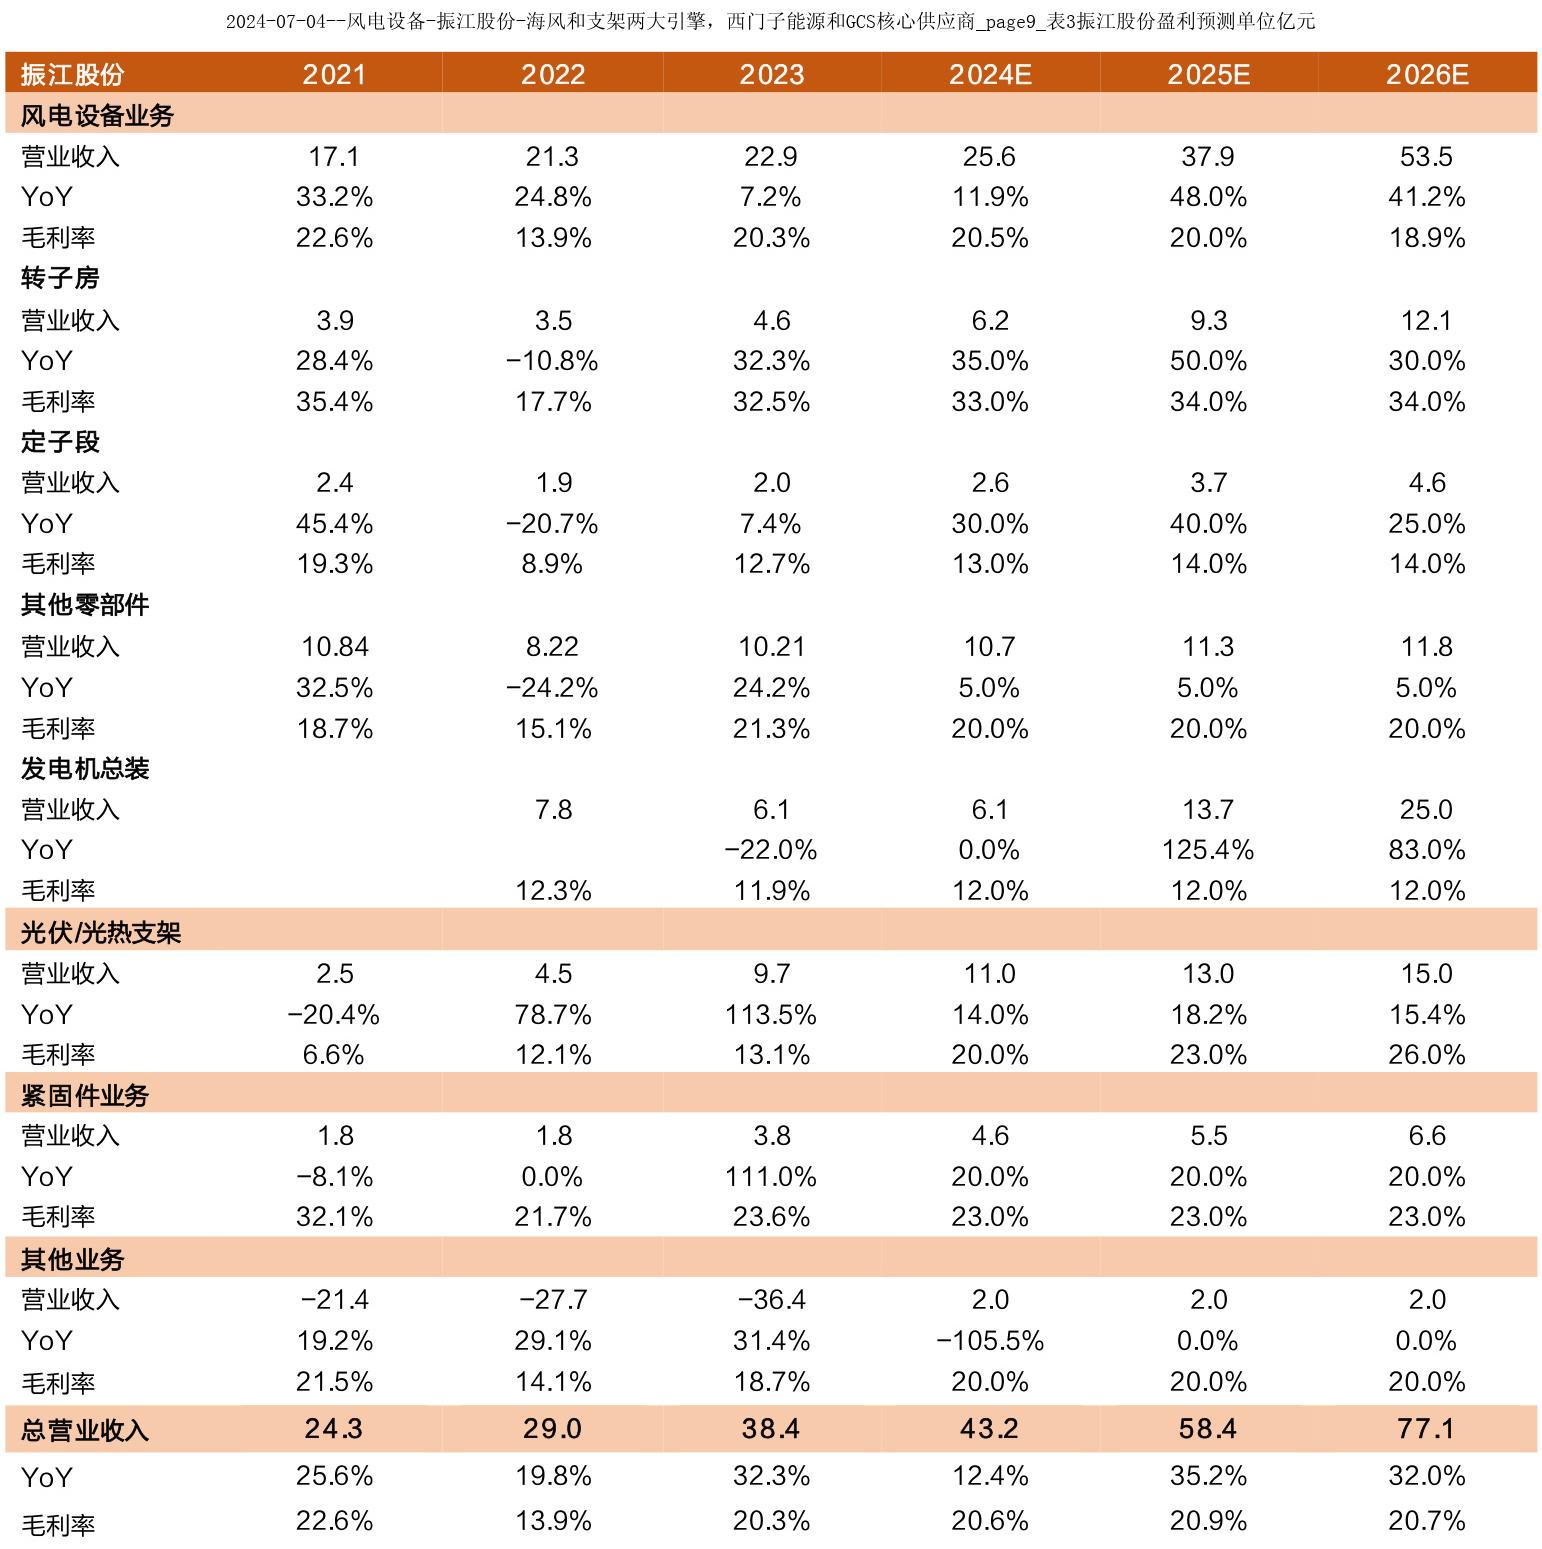 2024-07-04--风电设备-振江股份-海风和支架两大引擎，西门子能源和GCS核心供应商_page9_表3振江股份盈利预测单位亿元
振江股份 2021 2022 2023 2024E 2025E 2026E
风电设备业务
营业收入 17.1 21.3 22.9 25.6 37.9 53.5
YoY 33.2% 24.8% 7.2% 11.9% 48.0% 41.2%
毛利率 22.6% 13.9% 20.3% 20.5% 20.0% 18.9%
转子房
营业收入 3.9 3.5 4.6 6.2 9.3 12.1
YoY 28.4% −10.8% 32.3% 35.0% 50.0% 30.0%
毛利率 35.4% 17.7% 32.5% 33.0% 34.0% 34.0%
定子段
营业收入 2.4 1.9 2.0 2.6 3.7 4.6
YoY 45.4% −20.7% 7.4% 30.0% 40.0% 25.0%
毛利率 19.3% 8.9% 12.7% 13.0% 14.0% 14.0%
其他零部件
营业收入 10.84 8.22 10.21 10.7 11.3 11.8
YoY 32.5% −24.2% 24.2% 5.0% 5.0% 5.0%
毛利率 18.7% 15.1% 21.3% 20.0% 20.0% 20.0%
发电机总装
营业收入 7.8 6.1 6.1 13.7 25.0
YoY −22.0% 0.0% 125.4% 83.0%
毛利率 12.3% 11.9% 12.0% 12.0% 12.0%
光伏/光热支架
营业收入 2.5 4.5 9.7 11.0 13.0 15.0
YoY −20.4% 78.7% 113.5% 14.0% 18.2% 15.4%
毛利率 6.6% 12.1% 13.1% 20.0% 23.0% 26.0%
紧固件业务
营业收入 1.8 1.8 3.8 4.6 5.5 6.6
YoY −8.1% 0.0% 111.0% 20.0% 20.0% 20.0%
毛利率 32.1% 21.7% 23.6% 23.0% 23.0% 23.0%
其他业务
营业收入 −21.4 −27.7 −36.4 2.0 2.0 2.0
YoY 19.2% 29.1% 31.4% −105.5% 0.0% 0.0%
毛利率 21.5% 14.1% 18.7% 20.0% 20.0% 20.0%
总营业收入 24.3 29.0 38.4 43.2 58.4 77.1
YoY 25.6% 19.8% 32.3% 12.4% 35.2% 32.0%
毛利率 22.6% 13.9% 20.3% 20.6% 20.9% 20.7%